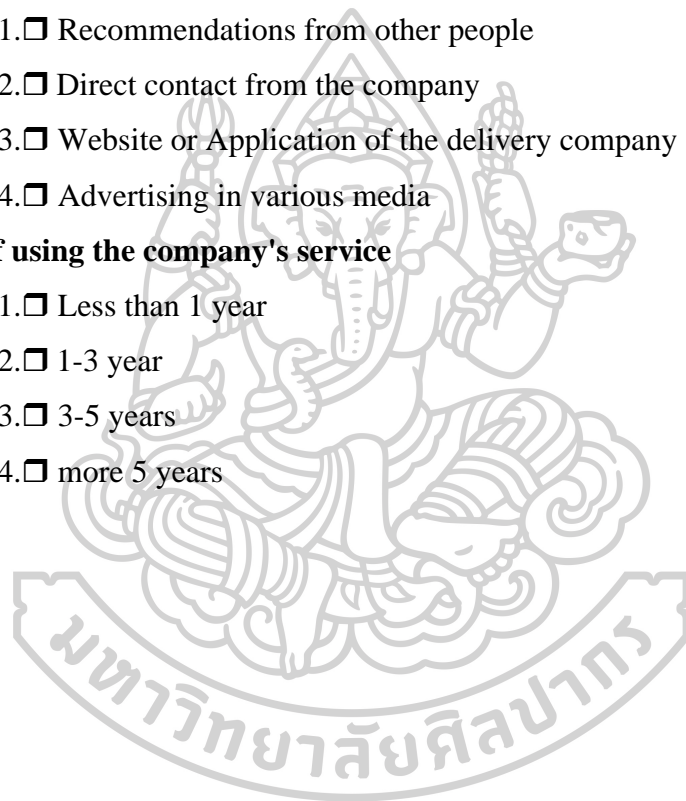 1.❒ Recommendations from other people
2.❒ Direct contact from the company
3.❒ Website or Application of the delivery company
4.❒ Advertising in various media
using the company's service
1.❒ Less than 1 year
2.❒ 1-3 year
3.❒ 3-5 years
4.❒ more 5 years
มหาวิทยาลัยศิลปากร